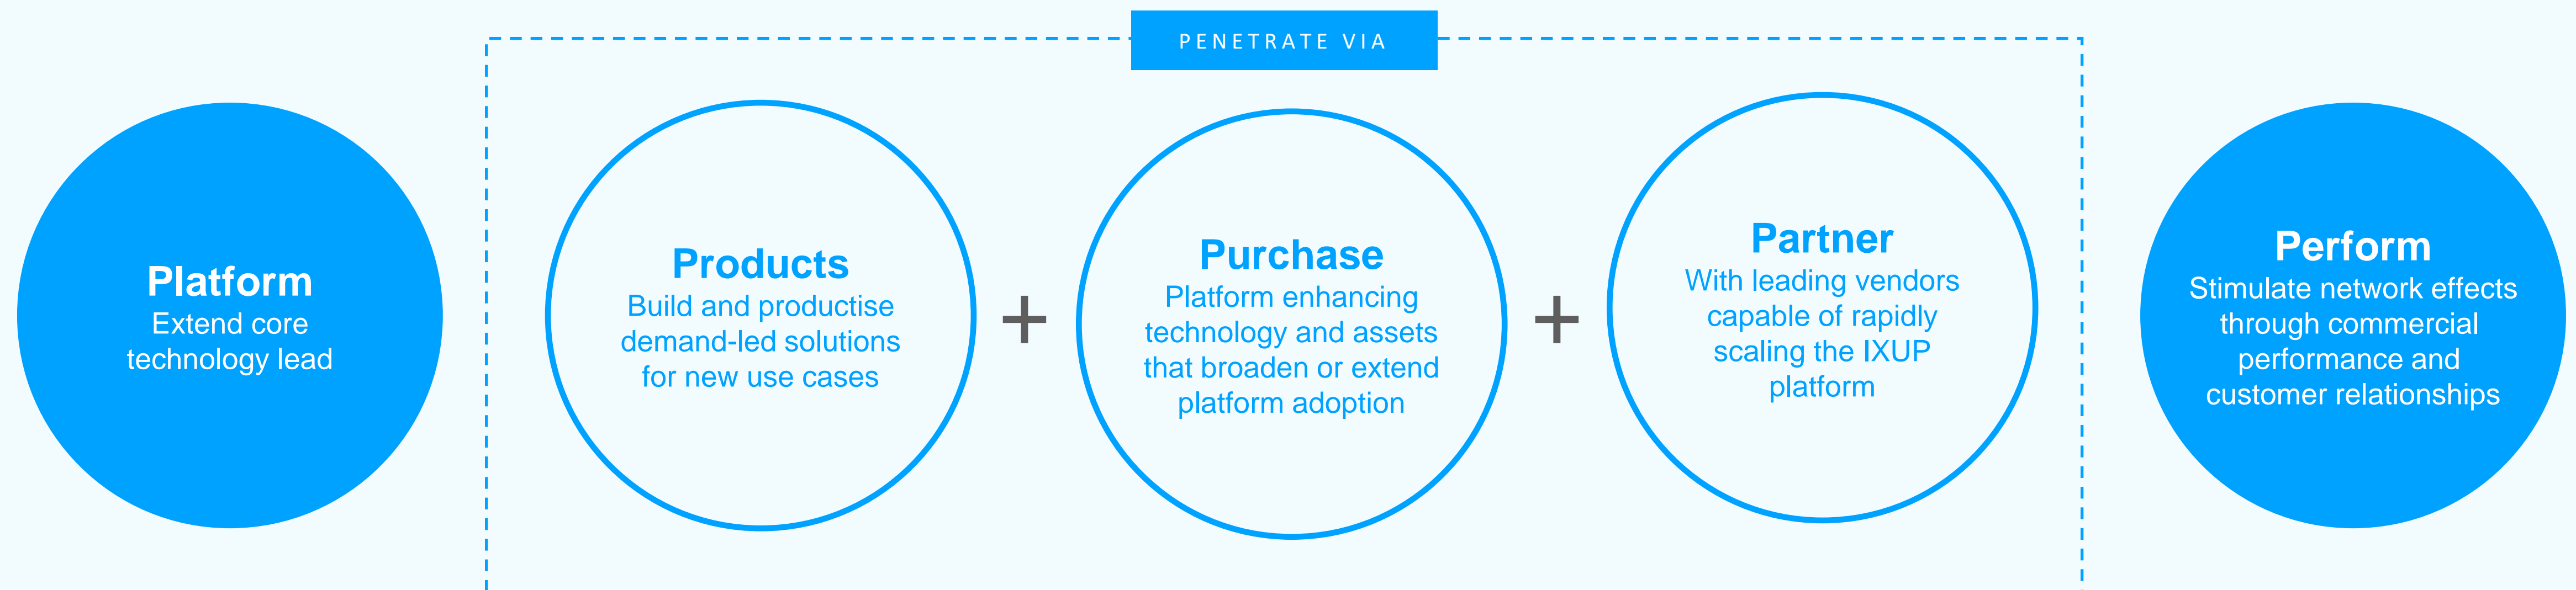 PENETRATE VIA
Platform
Extend core
technology lead
Products
Build and productise
demand-led solutions
for new use cases
+
Purchase
Platform enhancing
technology and assets
that broaden or extend
platform adoption
+
Partner
With leading vendors
capable of rapidly
scaling the IXUP
platform
Perform
Stimulate network effects
through commercial
performance and
customer relationships